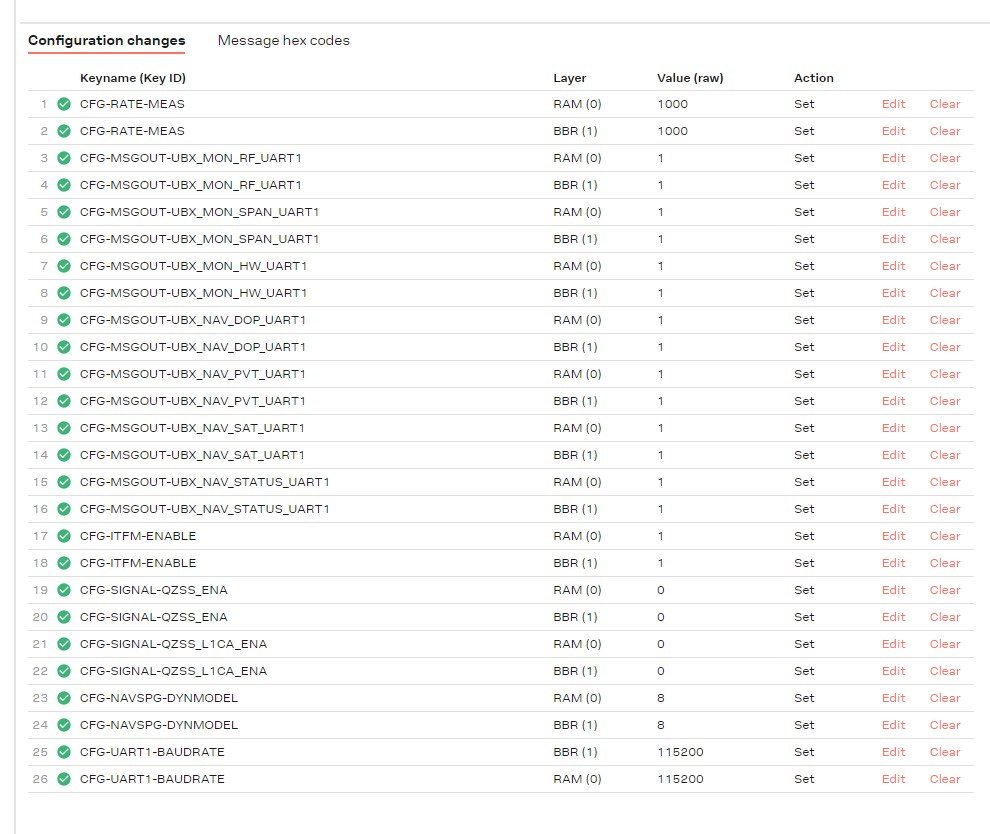 Configuration changes Message hex codes
Keyname (Key ID) Layer Value (raw) Action
1 CFG-RATE-MEAS RAM (0) 1000 Set Edit Clear
2 CFG-RATE-MEAS BBR (1) 1000 Set Edit Clear
3 CFG-MSGOUT-UBX_MON_RF_UART1 RAM (0) 1 Set Edit Clear
4 CFG-MSGOUT-UBX_MON_RF_UART1 BBR (1) 1 Set Edit Clear
5 CFG-MSGOUT-UBX_MON_SPAN_UART1 RAM (0) 1 Set Edit Clear
6 CFG-MSGOUT-UBX_MON_SPAN_UART1 BBR (1) 1 Set Edit Clear
7 CFG-MSGOUT-UBX_MON_HW_UART1 RAM (0) 1 Set Edit Clear
8 CFG-MSGOUT-UBX_MON_HW_UART1 BBR (1) 1 Set Edit Clear
9 CFG-MSGOUT-UBX_NAV_DOP_UART1 RAM (0) 1 Set Edit Clear
10 CFG-MSGOUT-UBX_NAV_DOP_UART1 BBR (1) 1 Set Edit Clear
11 CFG-MSGOUT-UBX_NAV_PVT_UART1 RAM (0) 1 Set Edit Clear
12 CFG-MSGOUT-UBX_NAV_PVT_UART1 BBR (1) 1 Set Edit Clear
13 CFG-MSGOUT-UBX_NAV_SAT_UART1 RAM (0) 1 Set Edit Clear
14 CFG-MSGOUT-UBX_NAV_SAT_UART1 BBR (1) 1 Set Edit Clear
15 CFG-MSGOUT-UBX_NAV_STATUS_UART1 RAM (0) 1 Set Edit Clear
16 CFG-MSGOUT-UBX_NAV_STATUS_UART1 BBR (1) 1 Set Edit Clear
17 CFG-ITFM-ENABLE RAM (0) 1 Set Edit Clear
18 CFG-ITFM-ENABLE BBR (1) 1 Set Edit Clear
19 CFG-SIGNAL-QZSS_ENA RAM (0) 0 Set Edit Clear
20 CFG-SIGNAL-QZSS_ENA BBR (1) 0 Set Edit Clear
21 CFG-SIGNAL-QZSS_L1CA_ENA RAM (0) 0 Set Edit Clear
22 CFG-SIGNAL-QZSS_L1CA_ENA BBR (1) 0 Set Edit Clear
23 CFG-NAVSPG-DYNMODEL RAM (0) 8 Set Edit Clear
24 CFG-NAVSPG-DYNMODEL BBR (1) 8 Set Edit Clear
25 CFG-UART1-BAUDRATE BBR (1) 115200 Set Edit Clear
26 CFG-UART1-BAUDRATE RAM (0) 115200 Set Edit Clear